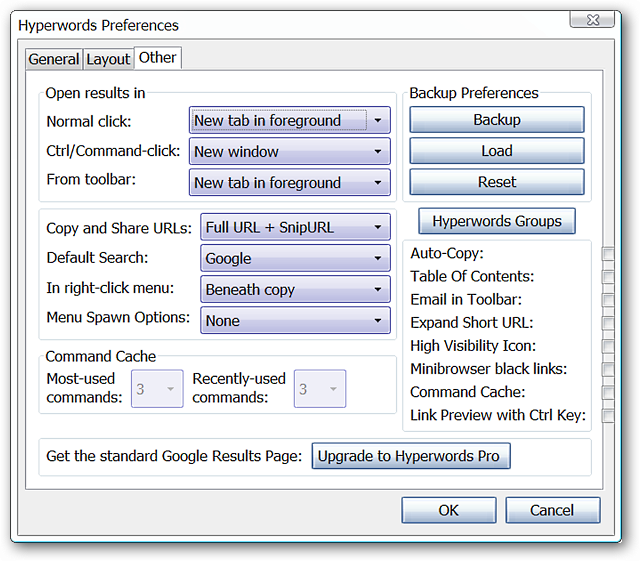 Hyperwords Preferences
General Layout Other
Open results in
Normal click: New tab in foreground
Ctrl/Command-click: New window
From toolbar: New tab in foreground
Backup Preferences
Backup
Load
Reset
Copy and Share URLs: Full URL + SnipURL
Default Search: Google
In right-click menu: Beneath copy
Menu Spawn Options: None
Hyperwords Groups
Auto-Copy:
Table Of Contents:
Email in Toolbar:
Expand Short URL:
High Visibility Icon:
Minibrowser black links:
Command Cache:
Link Preview with Ctrl Key:
Command Cache
Most-used commands: 3 Recently-used commands: 3
Get the standard Google Results Page: Upgrade to Hyperwords Pro
OK Cancel